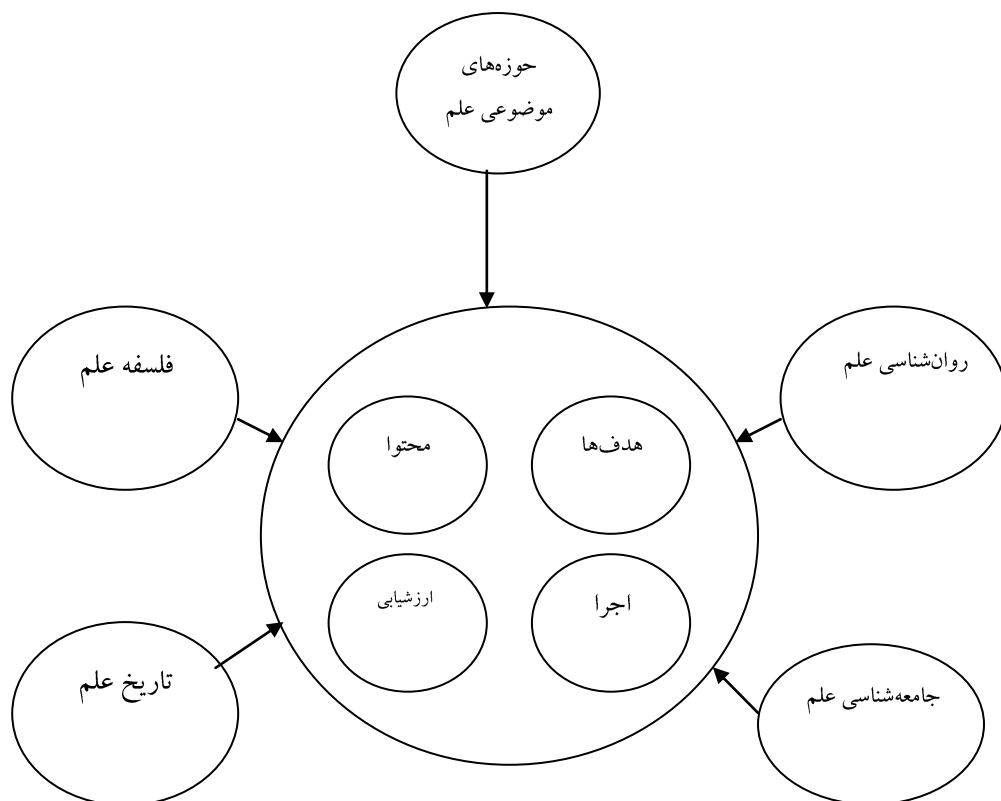 حوزه‌های
موضوعی علم
روان‌شناسی علم
فلسفه علم
هدف‌ها
محتوا
اجرا
ارزشیابی
جامعه‌شناسی علم
تاریخ علم